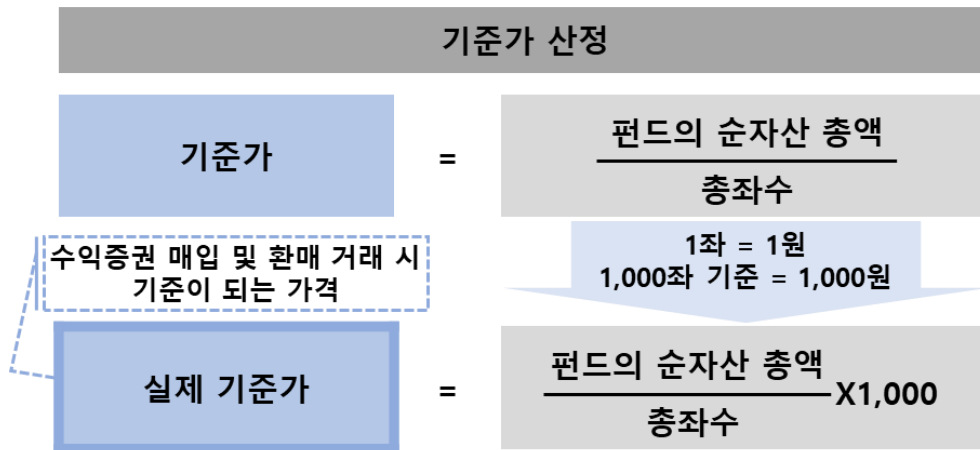 기준가 산정
기준가
=
펀드의 순자산 총액
총좌수
수익증권 매입 및 환매 거래 시
기준이 되는 가격
1좌 = 1원
1,000좌 기준 = 1,000원
실제 기준가
=
펀드의 순자산 총액
총좌수
X1,000